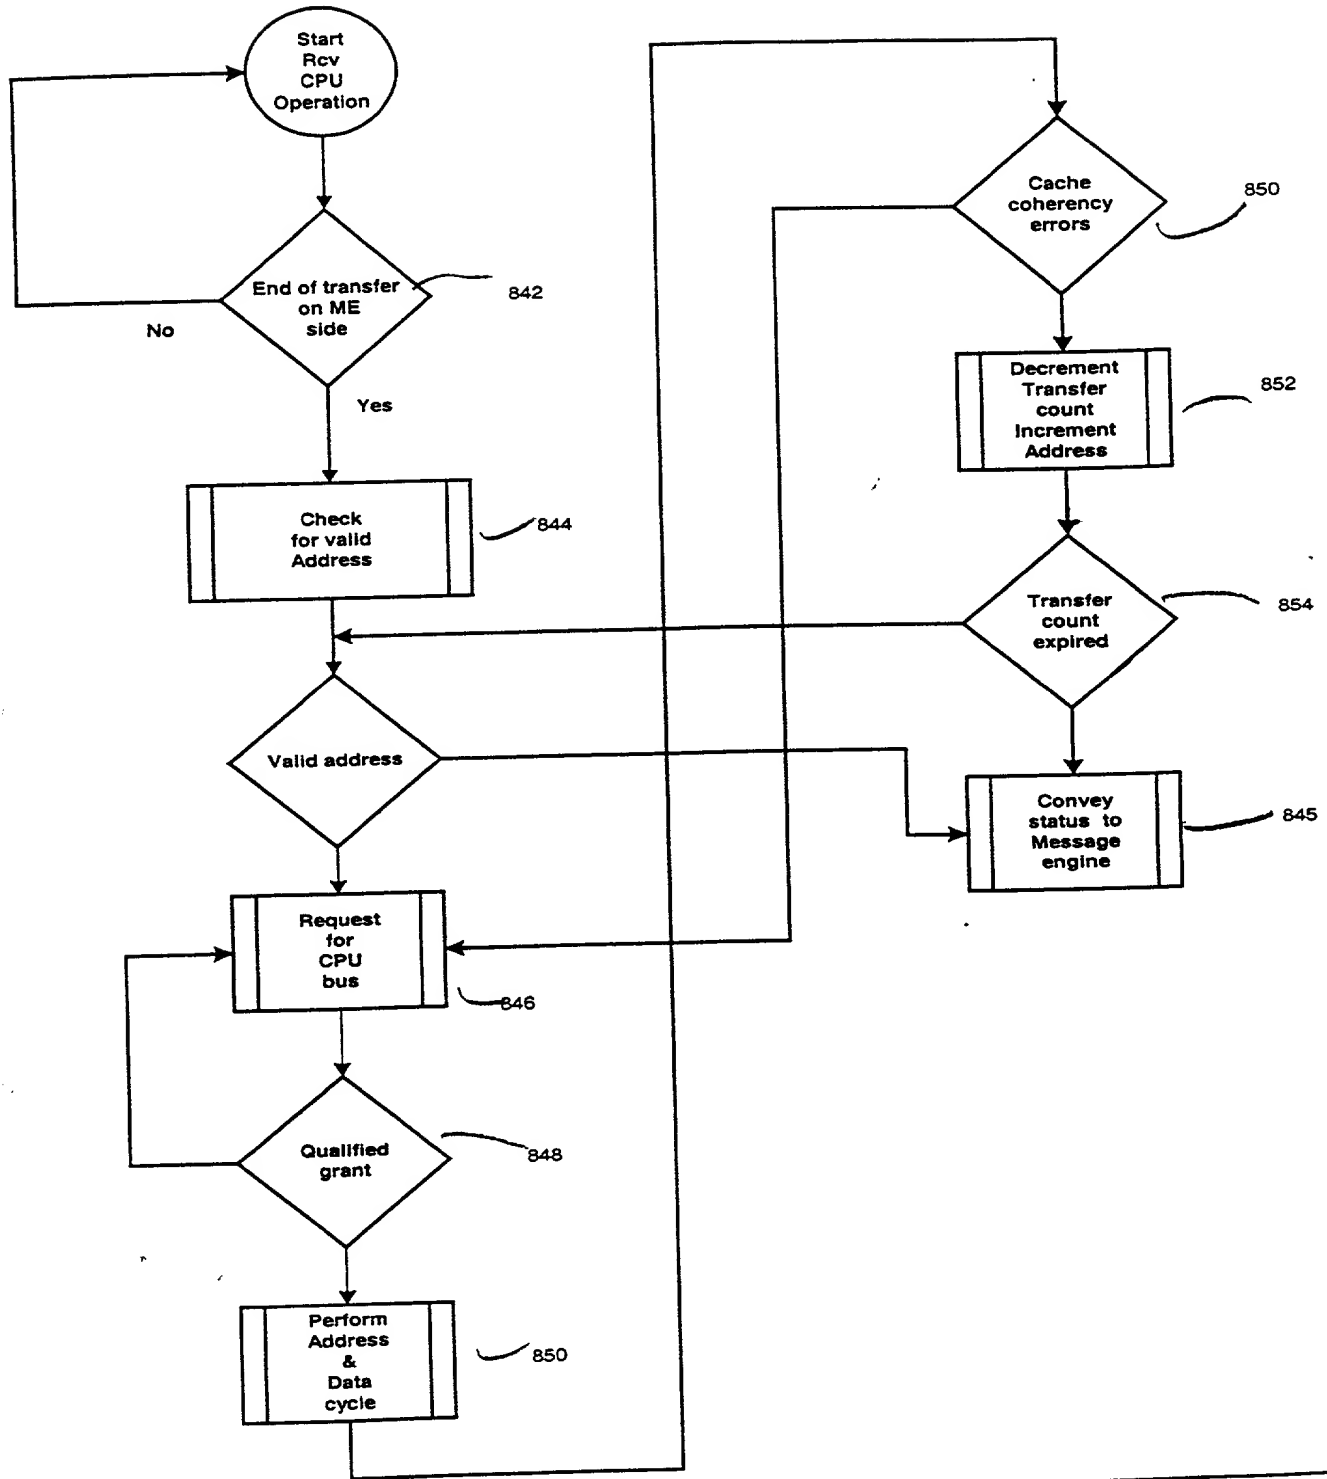 Start
Rcv
CPU
Operation
End of transfer
on ME
side
842
No
Yes
Check
for valid
Address
844
Valid address
Request
for
CPU
bus
846
Qualified
grant
848
Perform
Address
&
Data
cycle
850
Cache
coherency
errors
850
Decrement
Transfer
count
Increment
Address
852
Transfer
count
expired
854
Convey
status to
Message
engine
845